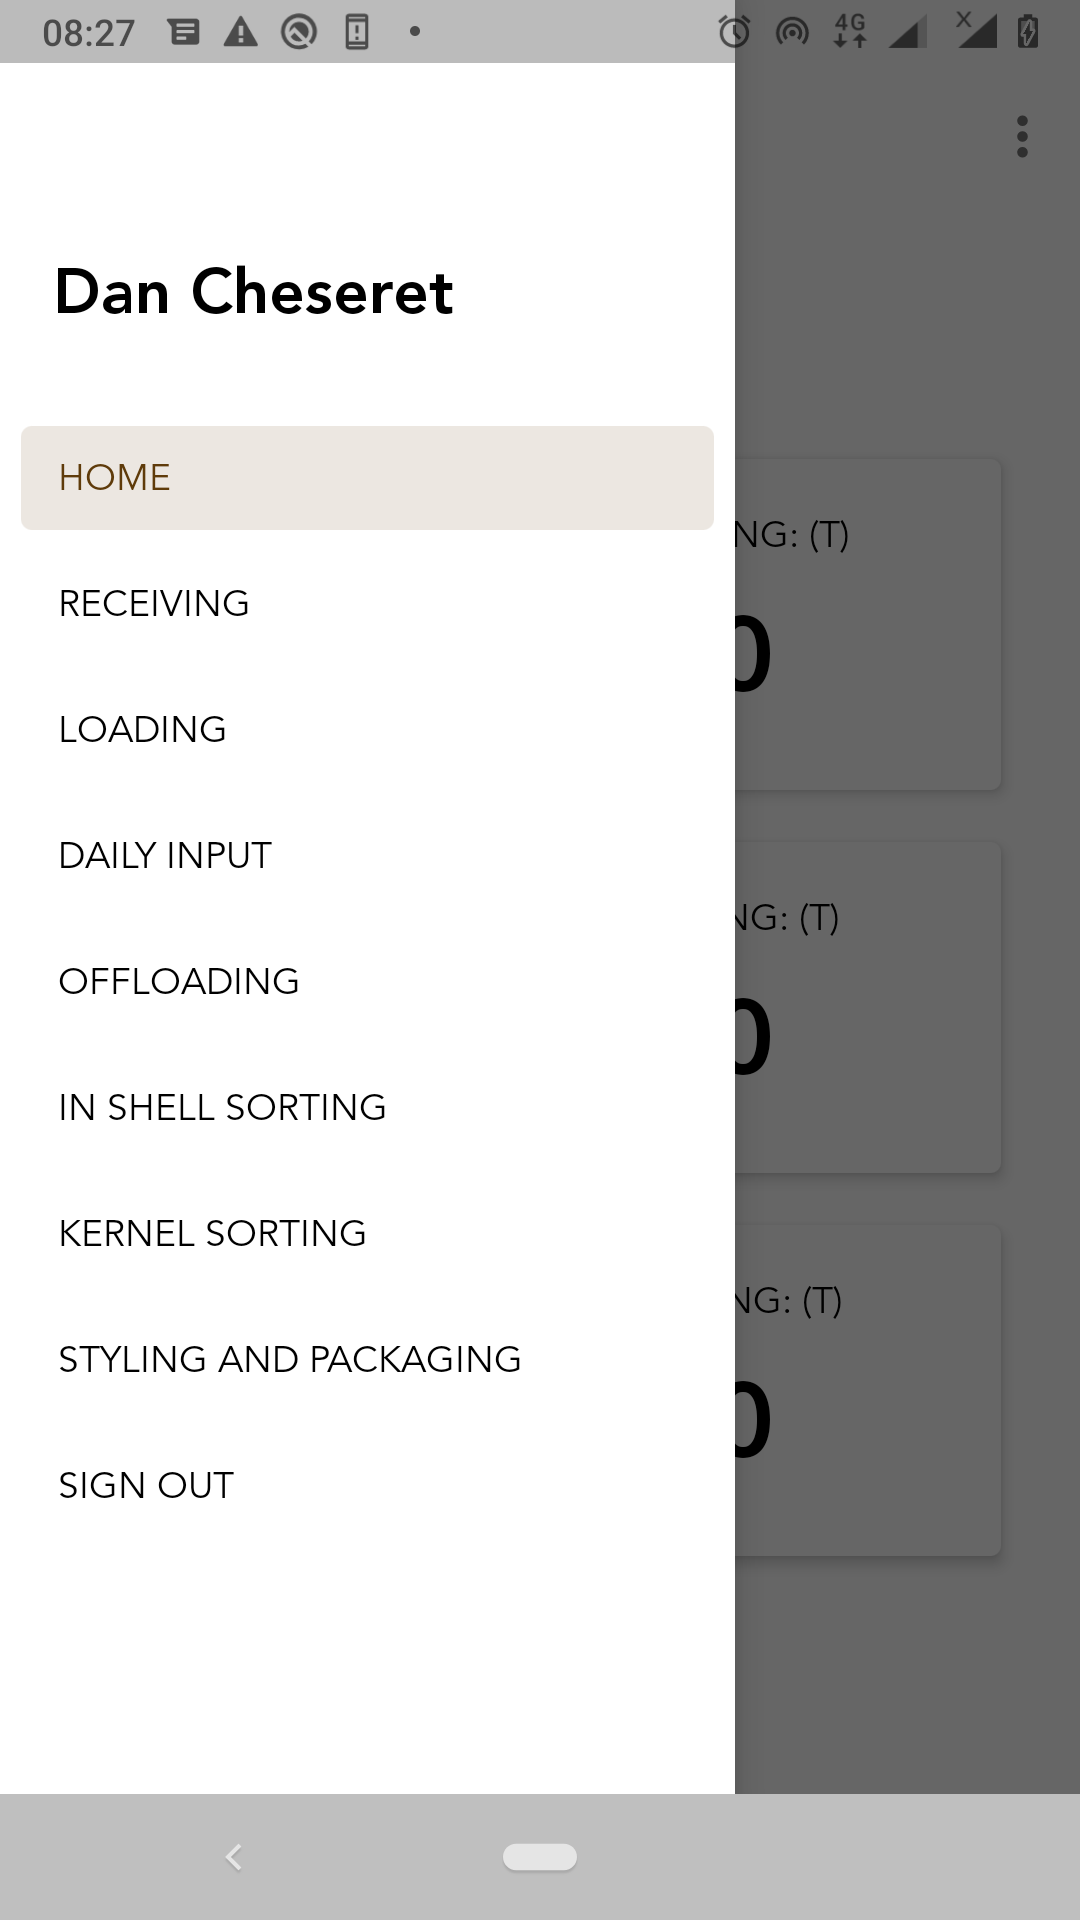 08:27
4G
Dan Cheseret
HOME
RECEIVING
LOADING
DAILY INPUT
OFFLOADING
IN SHELL SORTING
KERNEL SORTING
STYLING AND PACKAGING
SIGN OUT
NG: (T)
0
NG: (T)
0
NG: (T)
0